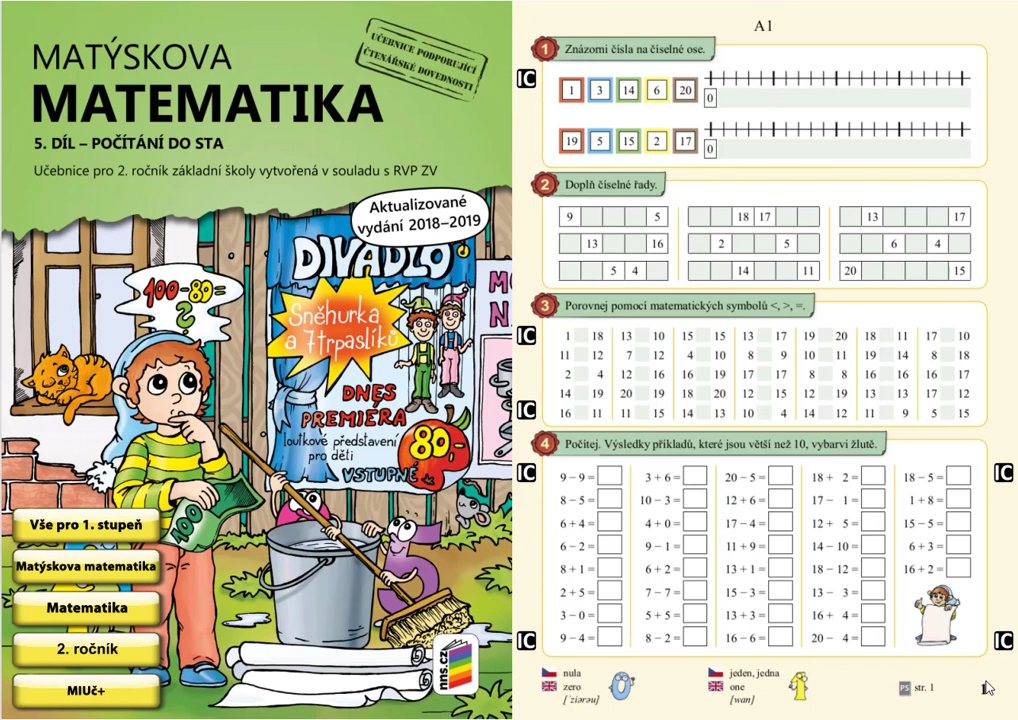 MATÝSKOVA
MATEMATIKA
5. DÍL – POČÍTÁNÍ DO STA
Učebnice pro 2. ročník základní školy vytvořená v souladu s RVP ZV
UČEBNICE PODPORUJÍCÍ
ČTENÁŘSKÉ DOVEDNOSTI
Aktualizované
vydání 2018–2019
DIVADLO
100-80=
?
Sněhurka
a 7 trpaslíků
DNES
PREMIÉRA
loutkové představení
pro děti
VSTUPNÉ
80,-
100
Vše pro 1. stupeň
Matýskova matematika
Matematika
2. ročník
MIUč+
nns.cz
A1
1 Znázorni čísla na číselné ose.
IC
1 3 14 6 20
0
19 5 15 2 17
0
2 Doplň číselné řady.
9 5 18 17 13 17
13 16 2 5 6 4
5 4 14 11 20 15
3 Porovnej pomocí matematických symbolů <, >, =.
IC
1 18 13 10 15 15 13 17 19 20 18 11 17 10
11 12 7 12 4 10 8 9 10 11 19 14 8 18
2 4 12 16 16 19 17 17 8 8 16 16 19 16
14 19 20 19 18 20 12 15 19 12 13 13 17 12
IC
16 11 11 15 14 13 10 4 14 12 11 9 5 15
4 Počítej. Výsledky příkladů, které jsou větší než 10, vybarvi žlutě.
IC
IC
9 – 9 = 3 + 6 = 20 – 5 = 18 + 2 = 18 – 5 =
8 – 5 = 10 – 3 = 12 + 6 = 17 – 1 = 1 + 8 =
6 + 4 = 4 + 0 = 17 – 4 = 12 + 5 = 15 – 5 =
6 – 2 = 9 – 1 = 11 + 9 = 14 – 10 = 6 + 3 =
8 + 1 = 6 + 2 = 13 + 1 = 18 – 12 = 16 + 2 =
2 + 5 = 7 – 7 = 15 – 3 = 13 – 3 =
3 – 0 = 5 + 5 = 13 + 3 = 16 + 4 =
9 – 4 = 8 – 2 = 16 – 6 = 20 – 4 =
IC
IC
nula
zero
['ziərəu]
jeden, jedna
one
[wan]
PS str. 1